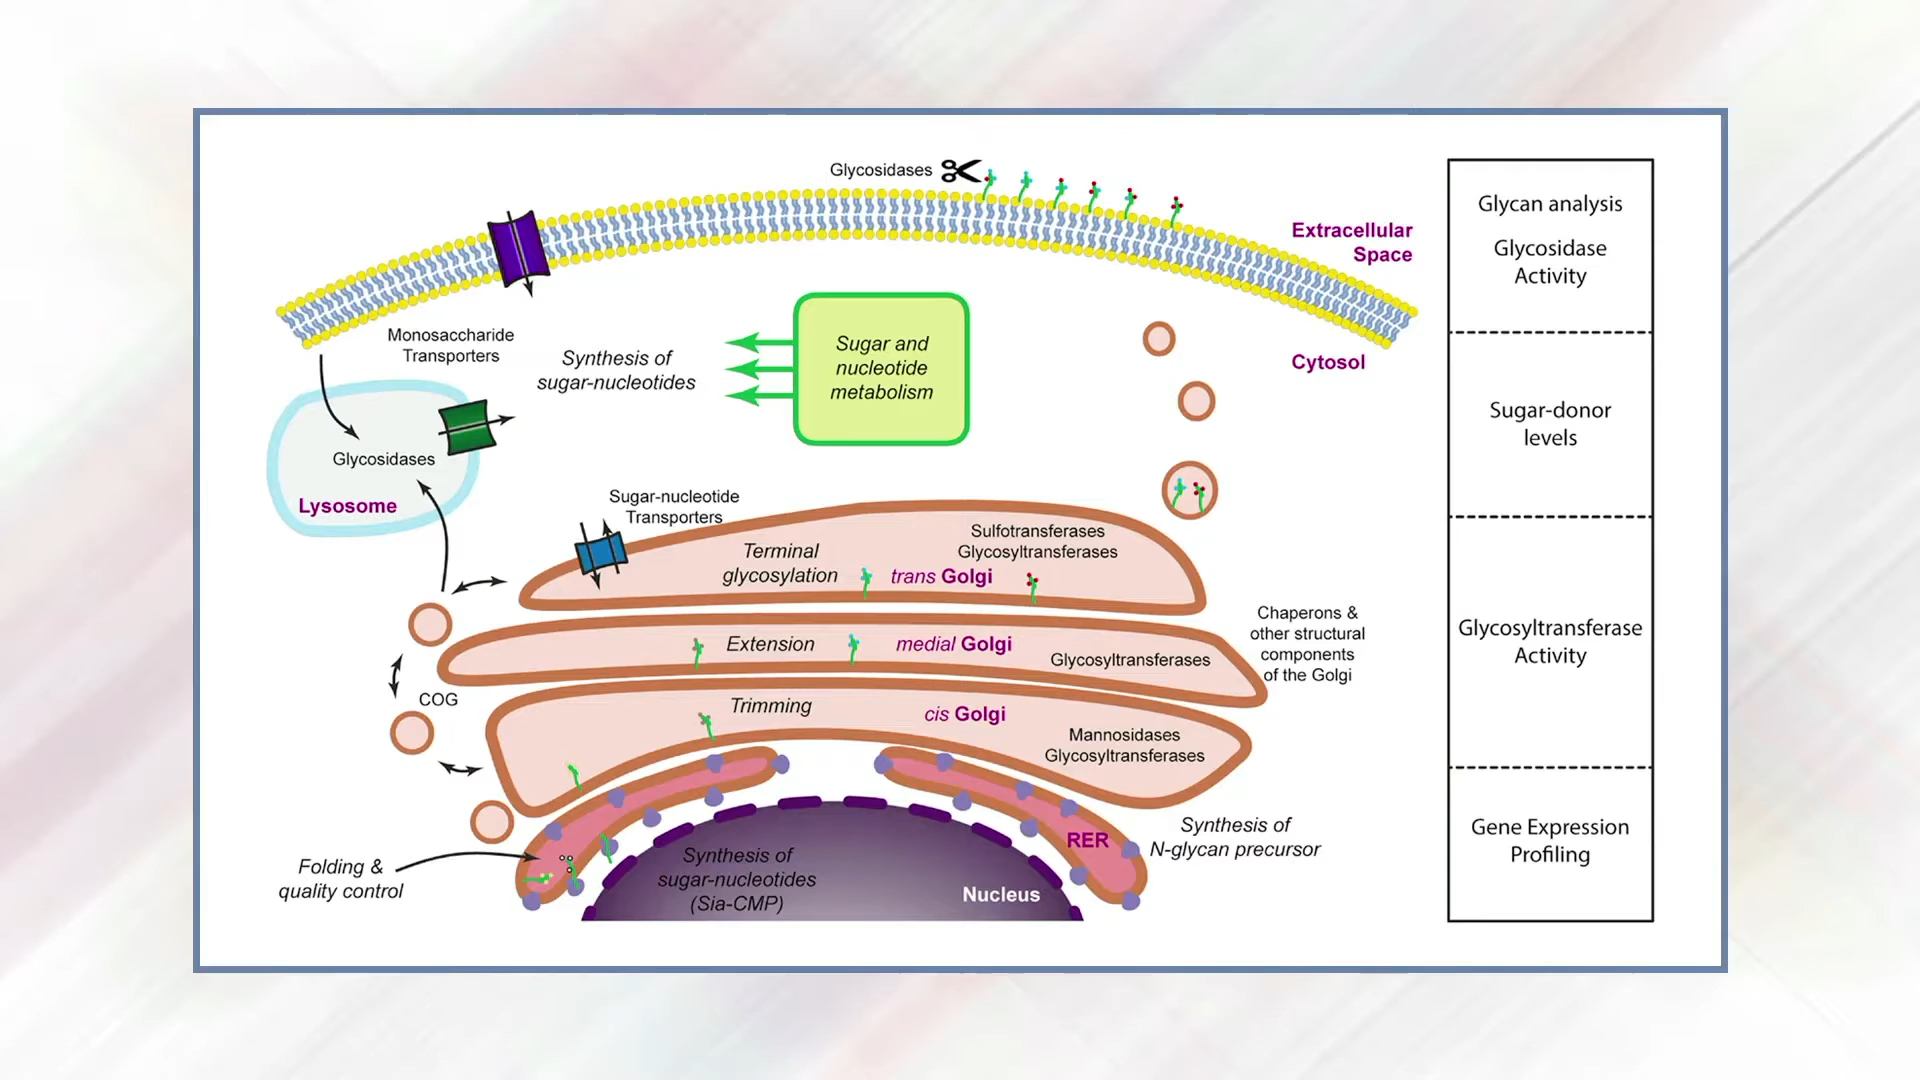 Glycosidases
Extracellular
Space
Monosaccharide
Transporters
Synthesis of
sugar-nucleotides
Sugar and
nucleotide
metabolism
Cytosol
Glycosidases
Lysosome
Sugar-nucleotide
Transporters
Terminal
glycosylation
trans Golgi
Sulfotransferases
Glycosyltransferases
Extension
medial Golgi
Glycosyltransferases
Chaperons &
other structural
components
of the Golgi
COG
Trimming
cis Golgi
Mannosidases
Glycosyltransferases
RER
Synthesis of
N-glycan precursor
Folding &
quality control
Synthesis of
sugar-nucleotides
(Sia-CMP)
Nucleus
Glycan analysis
Glycosidase
Activity
Sugar-donor
levels
Glycosyltransferase
Activity
Gene Expression
Profiling